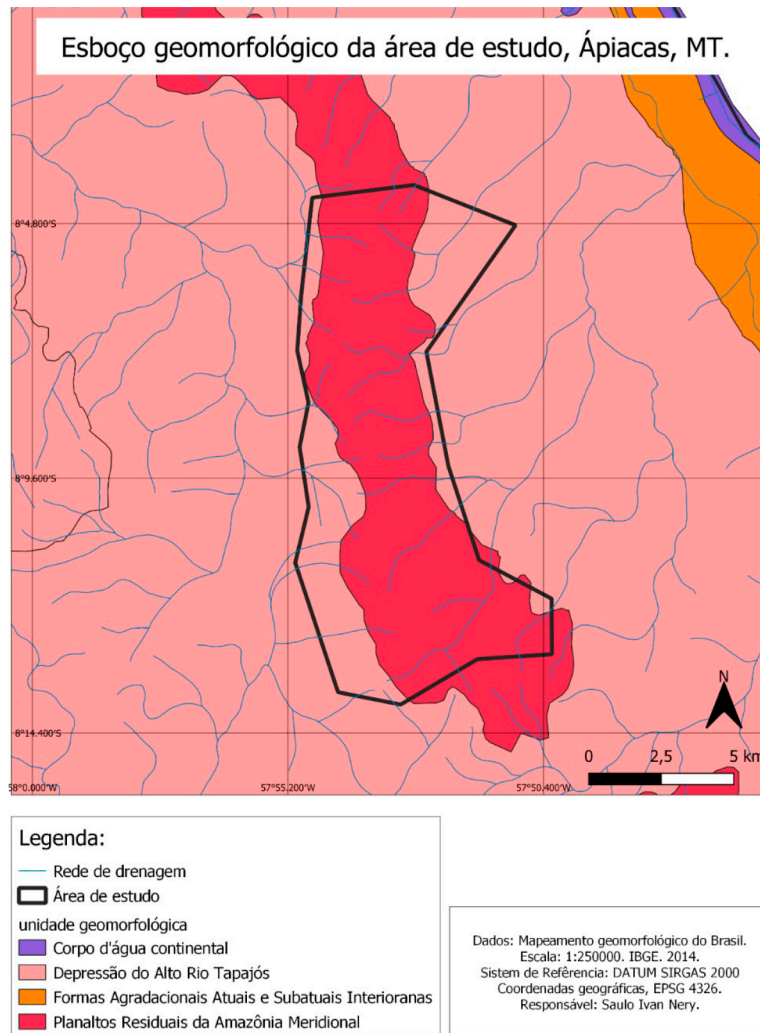 Esboço geomorfológico da área de estudo, Ápiacas, MT.
8°4.800'S
8°9.600'S
8°14.400'S
58°0.000'W
57°55.200'W
57°50.400'W
N
0 2,5 5 km
Legenda:
Rede de drenagem
Área de estudo
unidade geomorfológica
Corpo d'água continental
Depressão do Alto Rio Tapajós
Formas Agradacionais Atuais e Subatuais Interioranas
Planaltos Residuais da Amazônia Meridional
Dados: Mapeamento geomorfológico do Brasil.
Escala: 1:250000. IBGE. 2014.
Sistem de Refêrencia: DATUM SIRGAS 2000
Coordenadas geográficas, EPSG 4326.
Responsável: Saulo Ivan Nery.